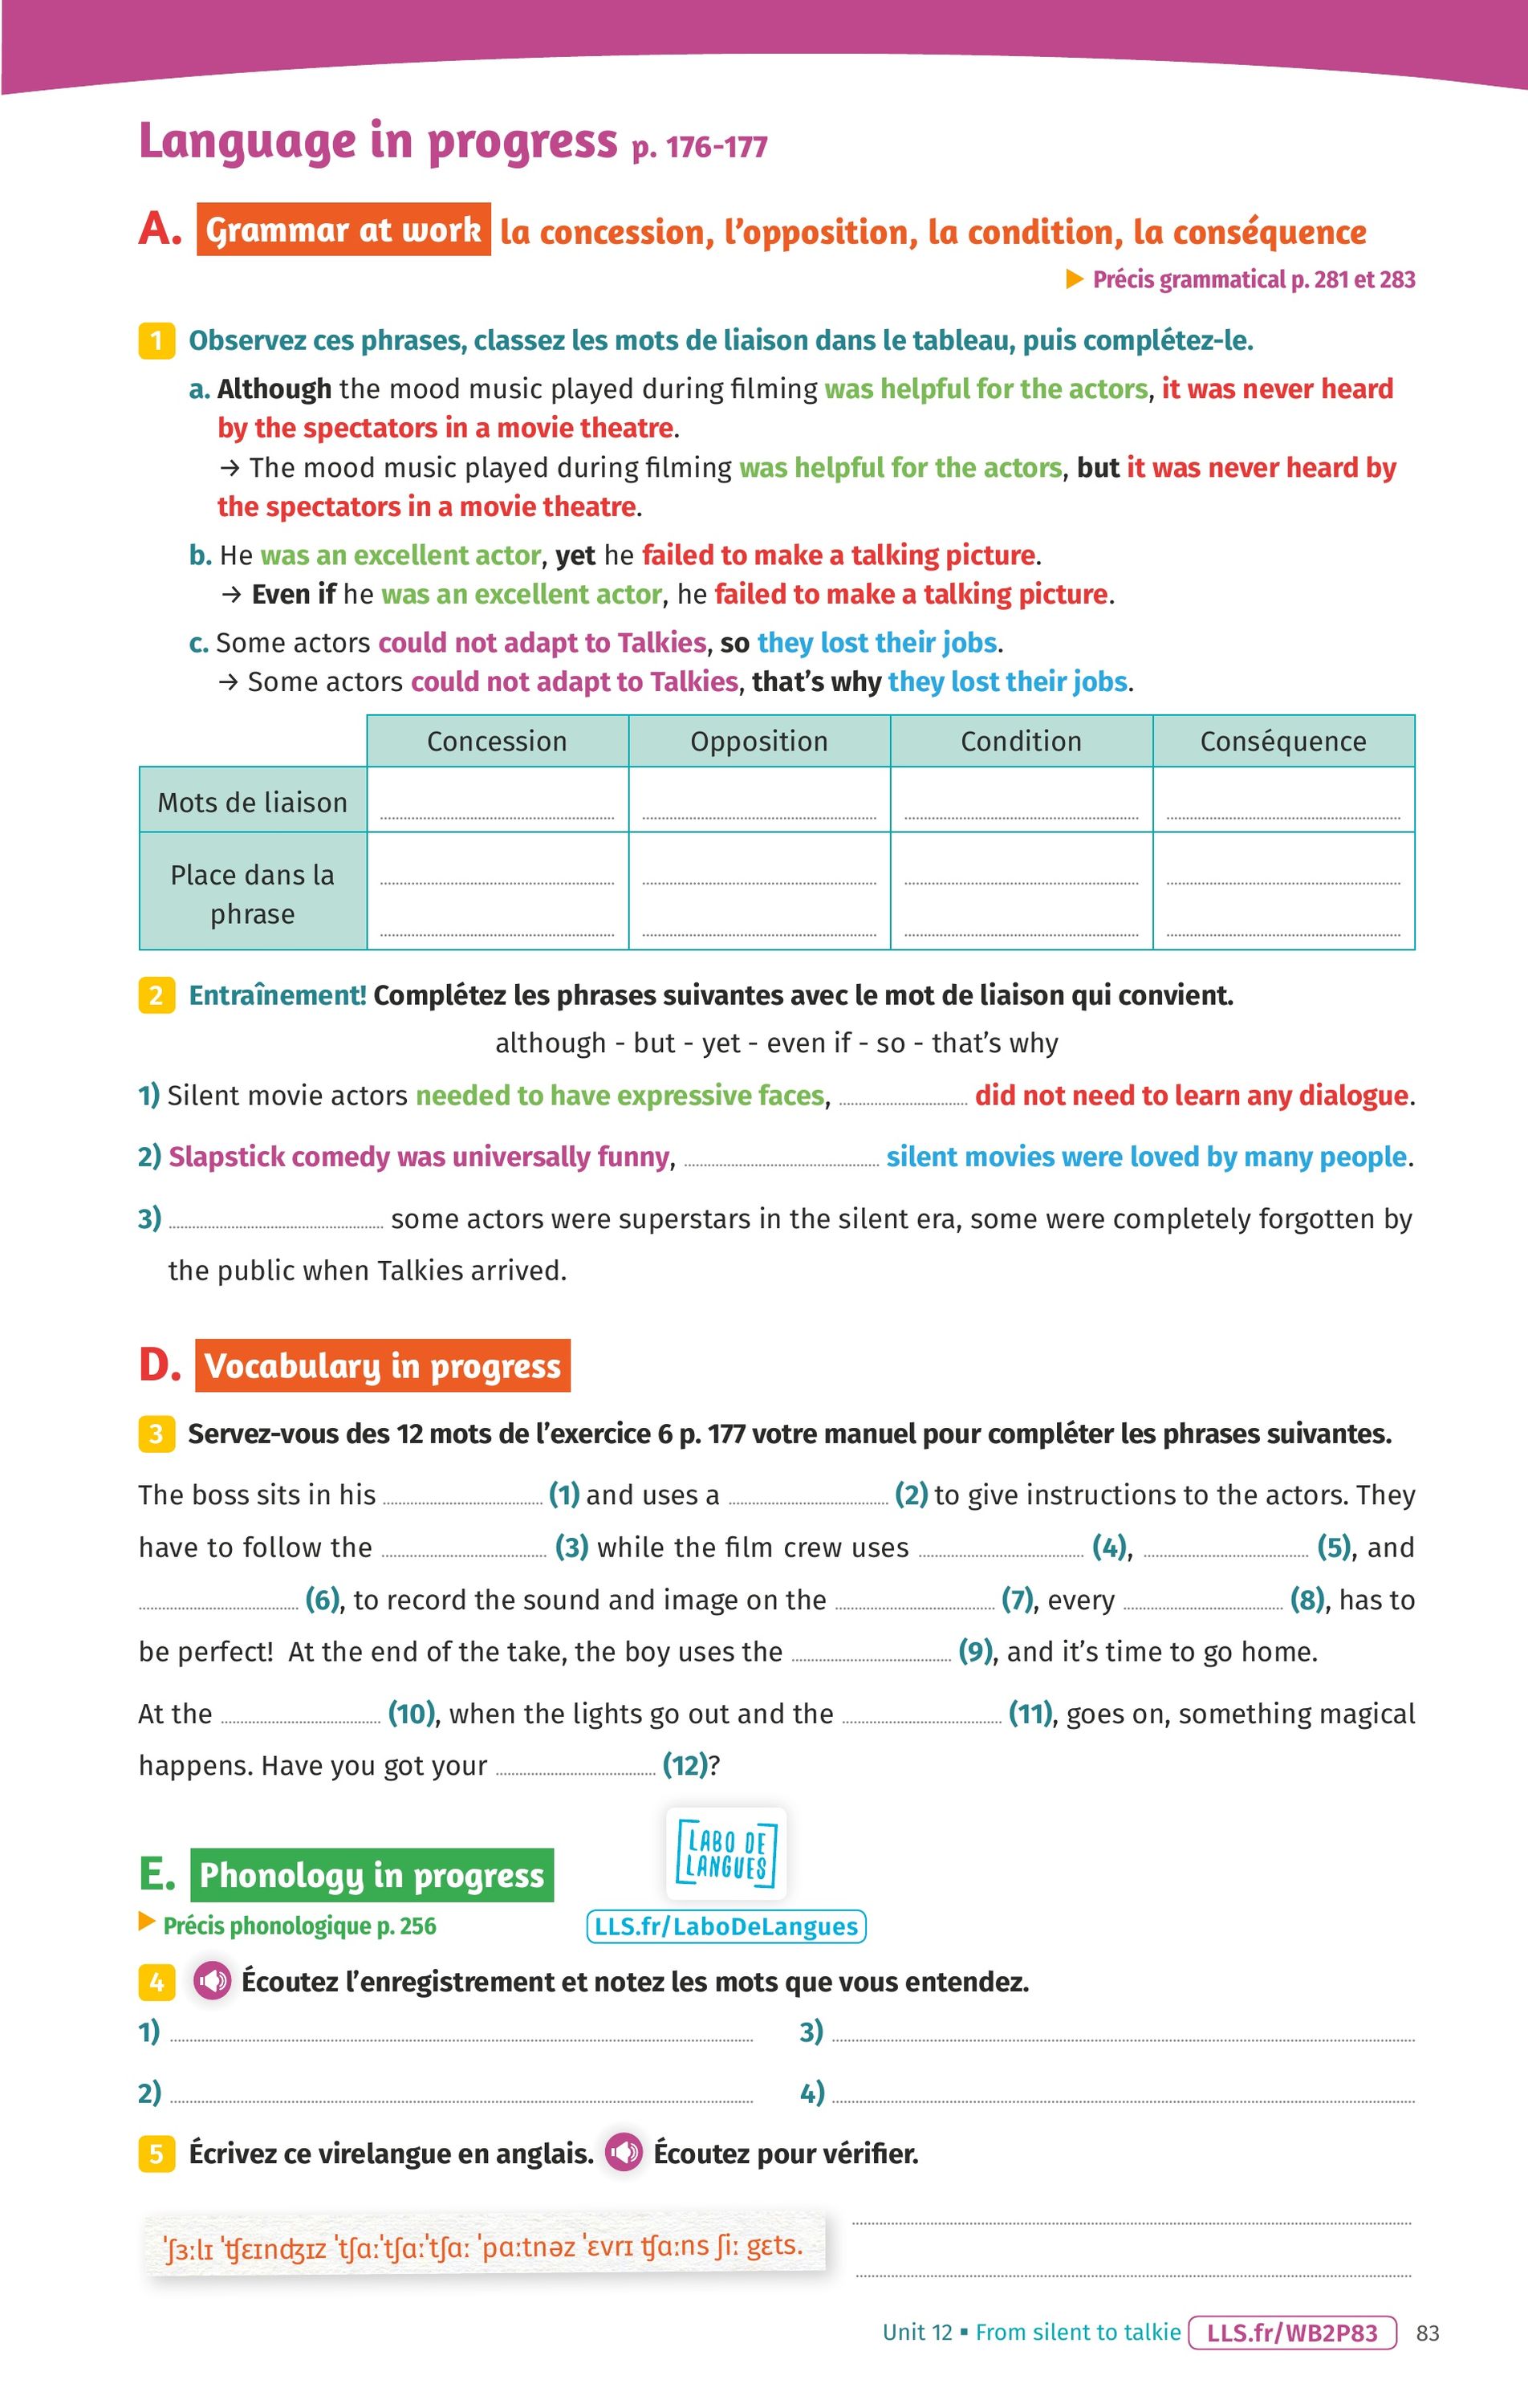 Language in progress p. 176-177
A. Grammar at work la concession, l'opposition, la condition, la conséquence
▶ Précis grammatical p. 281 et 283
1 Observez ces phrases, classez les mots de liaison dans le tableau, puis complétez-le.
a. Although the mood music played during filming was helpful for the actors, it was never heard
by the spectators in a movie theatre.
→ The mood music played during filming was helpful for the actors, but it was never heard by
the spectators in a movie theatre.
b. He was an excellent actor, yet he failed to make a talking picture.
→ Even if he was an excellent actor, he failed to make a talking picture.
c. Some actors could not adapt to Talkies, so they lost their jobs.
→ Some actors could not adapt to Talkies, that's why they lost their jobs.
Concession Opposition Condition Conséquence
Mots de liaison
Place dans la
phrase
2 Entraînement! Complétez les phrases suivantes avec le mot de liaison qui convient.
although - but - yet - even if - so - that's why
1) Silent movie actors needed to have expressive faces, ........ did not need to learn any dialogue.
2) Slapstick comedy was universally funny, ........ silent movies were loved by many people.
3) ........ some actors were superstars in the silent era, some were completely forgotten by
the public when Talkies arrived.
D. Vocabulary in progress
3 Servez-vous des 12 mots de l'exercice 6 p. 177 votre manuel pour compléter les phrases suivantes.
The boss sits in his ........ (1) and uses a ........ (2) to give instructions to the actors. They
have to follow the ........ (3) while the film crew uses ........ (4), ........ (5), and
........ (6), to record the sound and image on the ........ (7), every ........ (8), has to
be perfect! At the end of the take, the boy uses the ........ (9), and it's time to go home.
At the ........ (10), when the lights go out and the ........ (11), goes on, something magical
happens. Have you got your ........ (12)?
LABO DE
LANGUES
E. Phonology in progress
▶ Précis phonologique p. 256
LLS.fr/LaboDeLangues
4 Écoutez l'enregistrement et notez les mots que vous entendez.
1) ........ 3) ........
2) ........ 4) ........
5 Écrivez ce virelangue en anglais. Écoutez pour vérifier.
ˈʃɜːlɪ ˈʧɛɪnʤɪz ˈtʃɑːˈtʃɑːˈtʃɑː ˈpɑːtnəz ˈɛvrɪ ʧɑːns ʃiː gɛts.
Unit 12 ▪ From silent to talkie LLS.fr/WB2P83 83